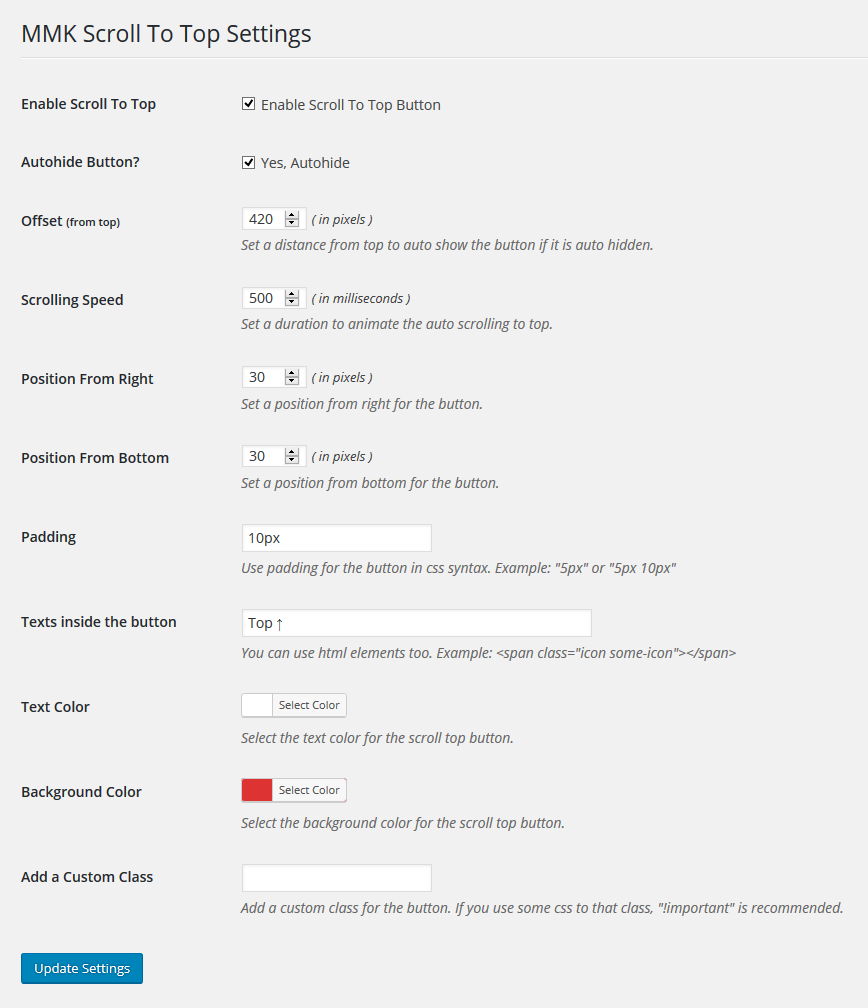 MMK Scroll To Top Settings
Enable Scroll To Top
Enable Scroll To Top Button
Autohide Button?
Yes, Autohide
Offset (from top)
420 ( in pixels )
Set a distance from top to auto show the button if it is auto hidden.
Scrolling Speed
500 ( in milliseconds )
Set a duration to animate the auto scrolling to top.
Position From Right
30 ( in pixels )
Set a position from right for the button.
Position From Bottom
30 ( in pixels )
Set a position from bottom for the button.
Padding
10px
Use padding for the button in css syntax. Example: "5px" or "5px 10px"
Texts inside the button
Top ↑
You can use html elements too. Example: <span class="icon some-icon"></span>
Text Color
Select Color
Select the text color for the scroll top button.
Background Color
Select Color
Select the background color for the scroll top button.
Add a Custom Class
Add a custom class for the button. If you use some css to that class, "!important" is recommended.
Update Settings